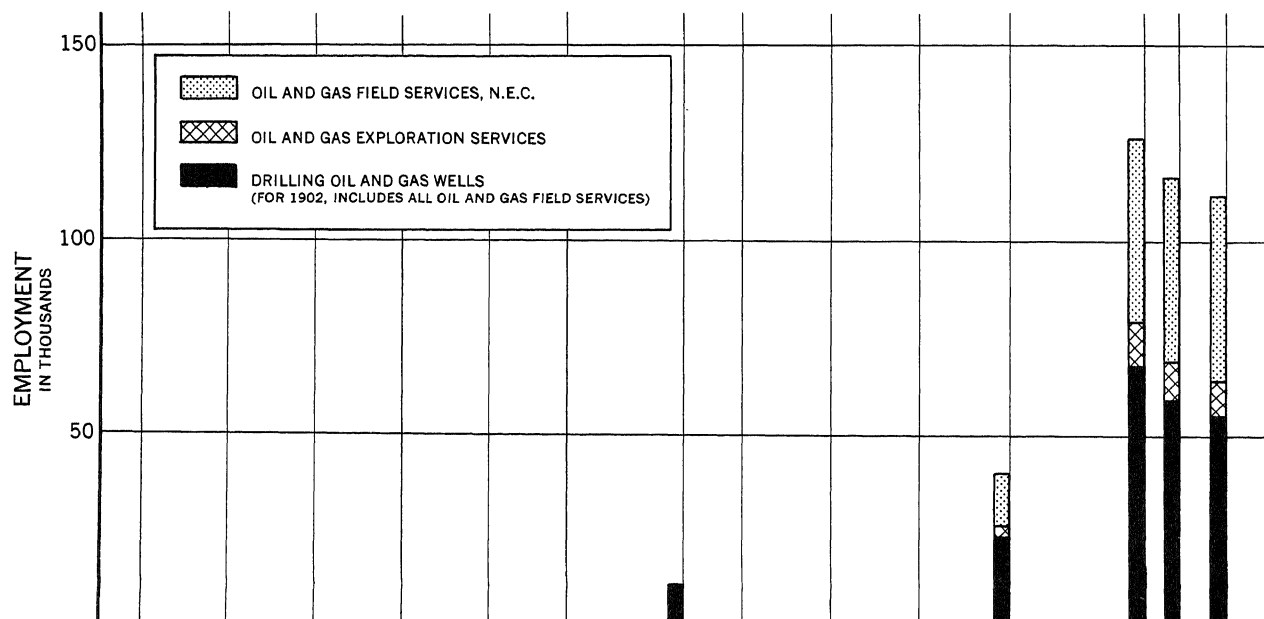 150
OIL AND GAS FIELD SERVICES, N.E.C.
OIL AND GAS EXPLORATION SERVICES
DRILLING OIL AND GAS WELLS
(FOR 1902, INCLUDES ALL OIL AND GAS FIELD SERVICES)
100
EMPLOYMENT
IN THOUSANDS
50